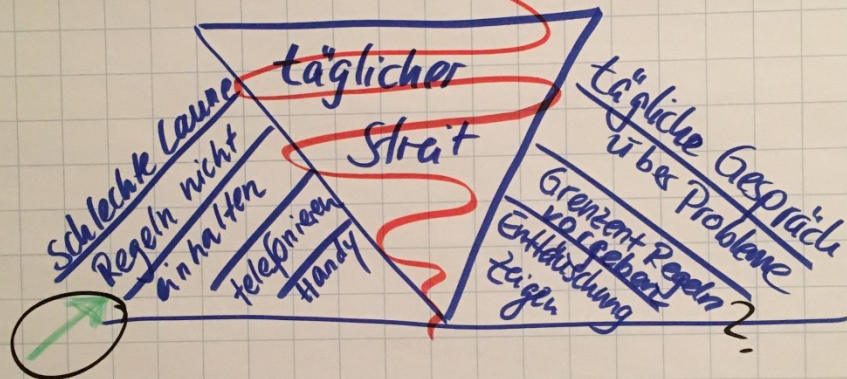 täglicher
Streit
Schlechte Laune
Regeln nicht
einhalten
telefonieren
Handy
tägliche Gespräch
über Probleme
Grenzen+Regeln
vorgeben
Enttäuschung
zeigen
?